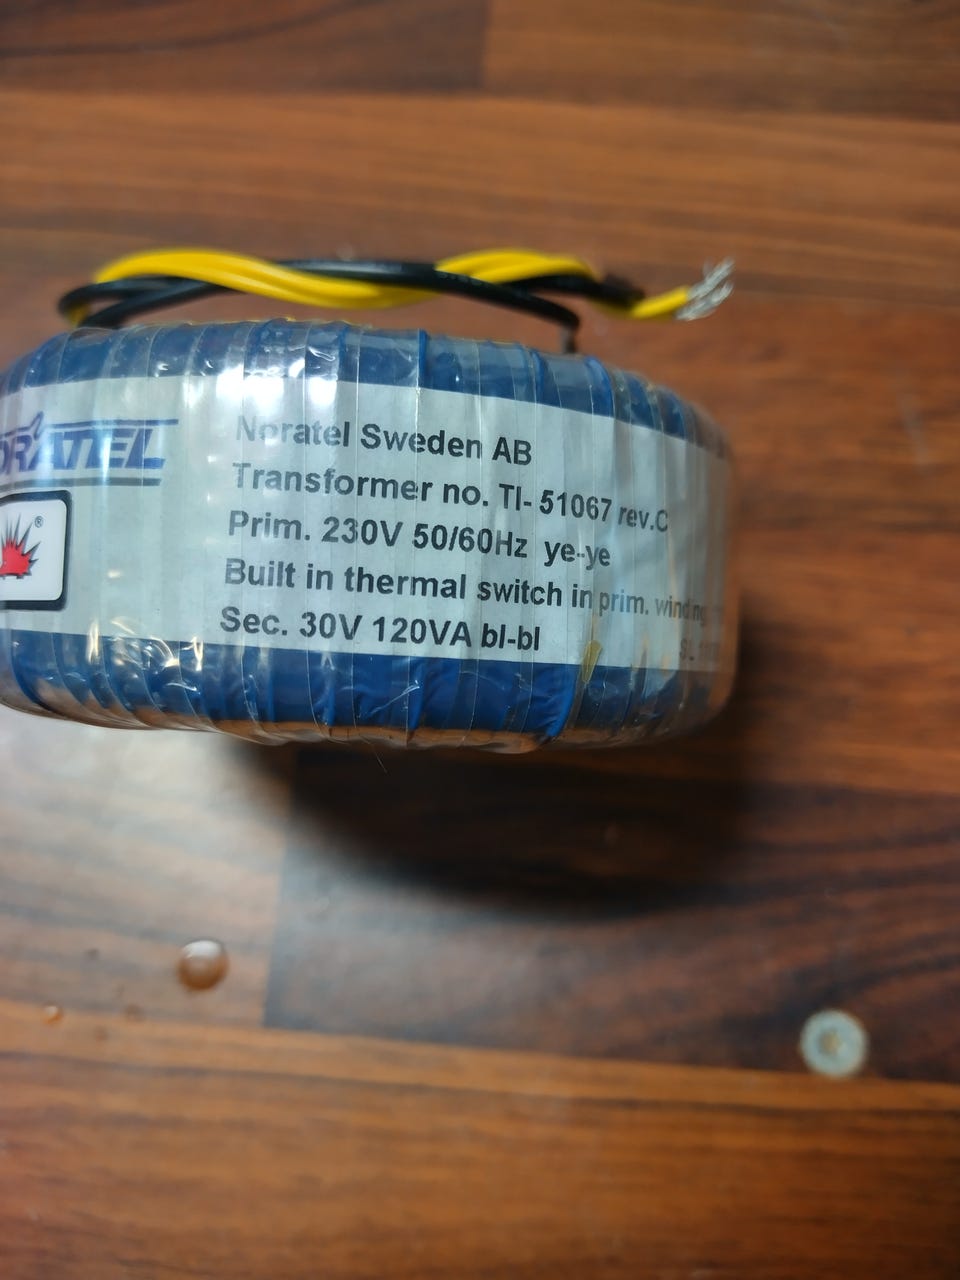 NORATEL
®
Noratel Sweden AB
Transformer no. TI- 51067 rev.C
Prim. 230V 50/60Hz ye-ye
Built in thermal switch in prim. winding
Sec. 30V 120VA bl-bl